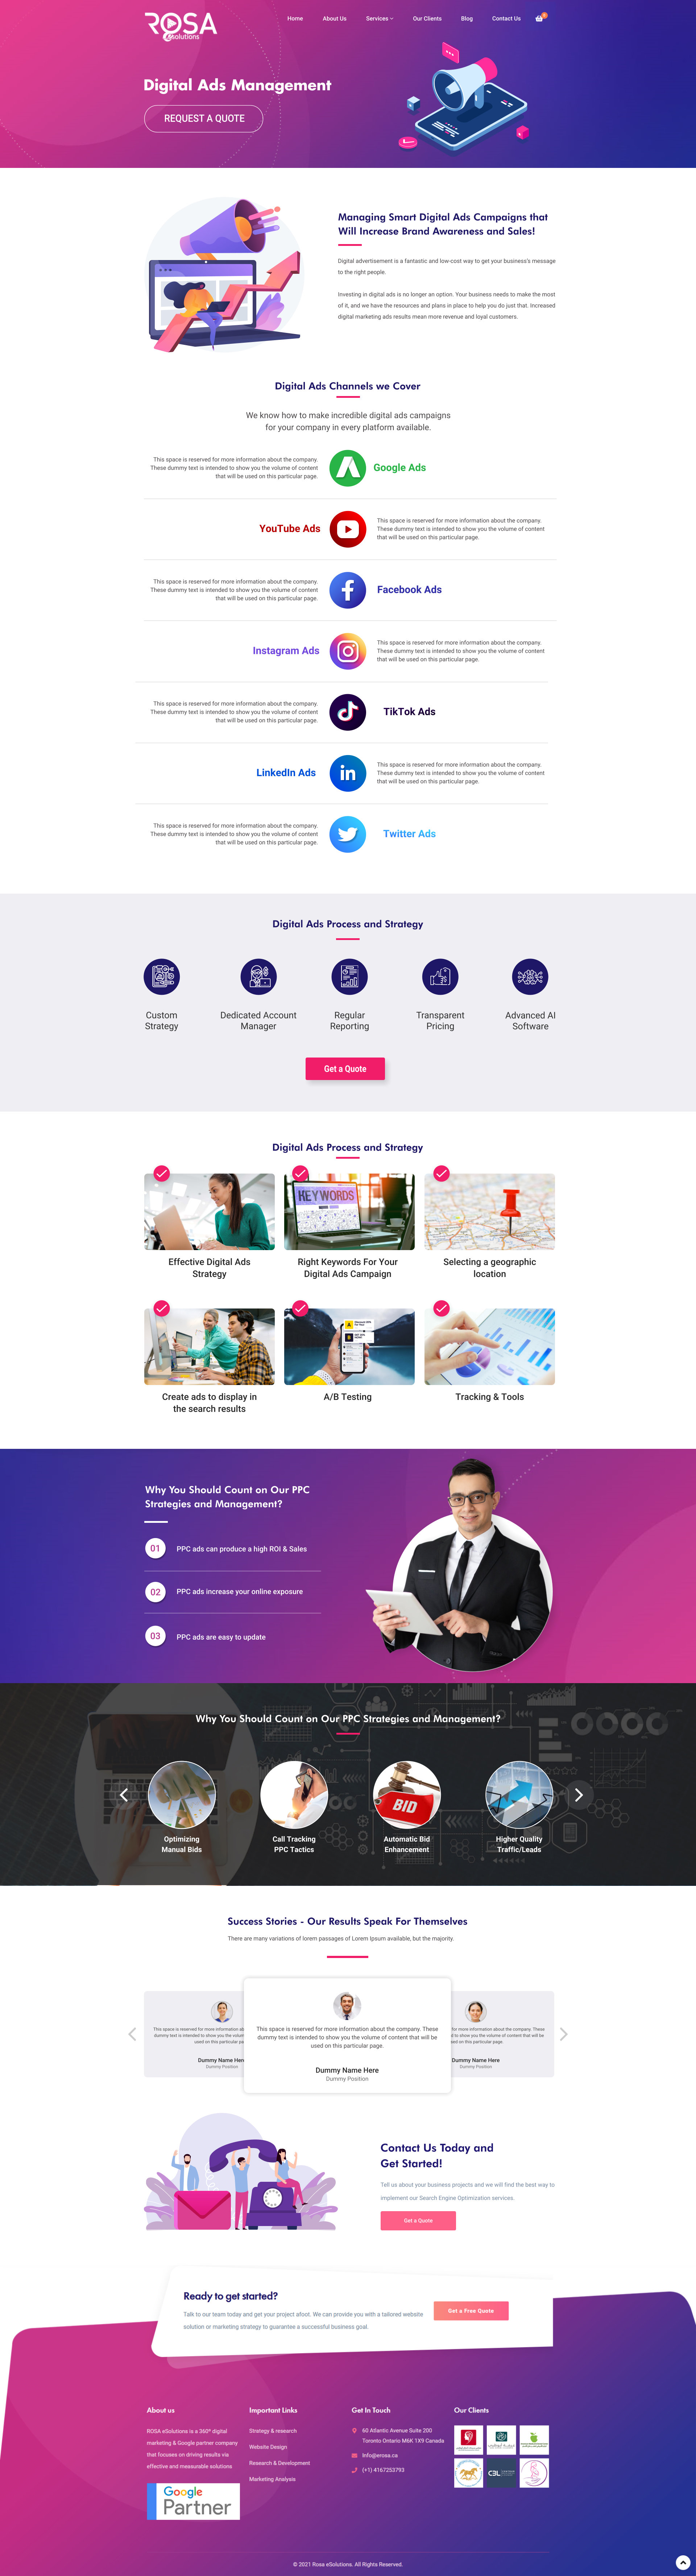 ROSA
eSolutions
Home
About Us
Services
Our Clients
Blog
Contact Us
Digital Ads Management
REQUEST A QUOTE
Managing Smart Digital Ads Campaigns that
Will Increase Brand Awareness and Sales!
Digital advertisement is a fantastic and low-cost way to get your business's message
to the right people.
Investing in digital ads is no longer an option. Your business needs to make the most
of it, and we have the resources and plans in place to help you do just that. Increased
digital marketing ads results mean more revenue and loyal customers.
Digital Ads Channels we Cover
We know how to make incredible digital ads campaigns
for your company in every platform available.
This space is reserved for more information about the company.
These dummy text is intended to show you the volume of content
that will be used on this particular page.
Google Ads
YouTube Ads
This space is reserved for more information about the company.
These dummy text is intended to show you the volume of content
that will be used on this particular page.
This space is reserved for more information about the company.
These dummy text is intended to show you the volume of content
that will be used on this particular page.
Facebook Ads
Instagram Ads
This space is reserved for more information about the company.
These dummy text is intended to show you the volume of content
that will be used on this particular page.
This space is reserved for more information about the company.
These dummy text is intended to show you the volume of content
that will be used on this particular page.
TikTok Ads
LinkedIn Ads
in
This space is reserved for more information about the company.
These dummy text is intended to show you the volume of content
that will be used on this particular page.
This space is reserved for more information about the company.
These dummy text is intended to show you the volume of content
that will be used on this particular page.
Twitter Ads
Digital Ads Process and Strategy
Custom
Strategy
Dedicated Account
Manager
Regular
Reporting
Transparent
Pricing
Advanced AI
Software
Get a Quote
Digital Ads Process and Strategy
KEYWORDS
Effective Digital Ads
Strategy
Right Keywords For Your
Digital Ads Campaign
Selecting a geographic
location
Create ads to display in
the search results
A/B Testing
Tracking & Tools
Why You Should Count on Our PPC
Strategies and Management?
01
PPC ads can produce a high ROI & Sales
02
PPC ads increase your online exposure
03
PPC ads are easy to update
Why You Should Count on Our PPC Strategies and Management?
BID
Optimizing
Manual Bids
Call Tracking
PPC Tactics
Automatic Bid
Enhancement
Higher Quality
Traffic/Leads
Success Stories - Our Results Speak For Themselves
There are many variations of lorem passages of Lorem Ipsum available, but the majority.
This space is reserved for more information ab
dummy text is intended to show you the volum
used on this particular pa
Dummy Name Her
Dummy Position
This space is reserved for more information about the company. These
dummy text is intended to show you the volume of content that will be
used on this particular page.
Dummy Name Here
Dummy Position
for more information about the company. These
to show you the volume of content that will be
ed on this particular page.
Dummy Name Here
Dummy Position
Contact Us Today and
Get Started!
Tell us about your business projects and we will find the best way to
implement our Search Engine Optimization services.
Get a Quote
Ready to get started?
Talk to our team today and get your project afoot. We can provide you with a tailored website
solution or marketing strategy to guarantee a successful business goal.
Get a Free Quote
About us
ROSA eSolutions is a 360º digital
marketing & Google partner company
that focuses on driving results via
effective and measurable solutions
Google
Partner
Important Links
Strategy & research
Website Design
Research & Development
Marketing Analysis
Get In Touch
60 Atlantic Avenue Suite 200
Toronto Ontario M6K 1X9 Canada
Info@erosa.ca
(+1) 4167253793
Our Clients
CBL
© 2021 Rosa eSolutions. All Rights Reserved.